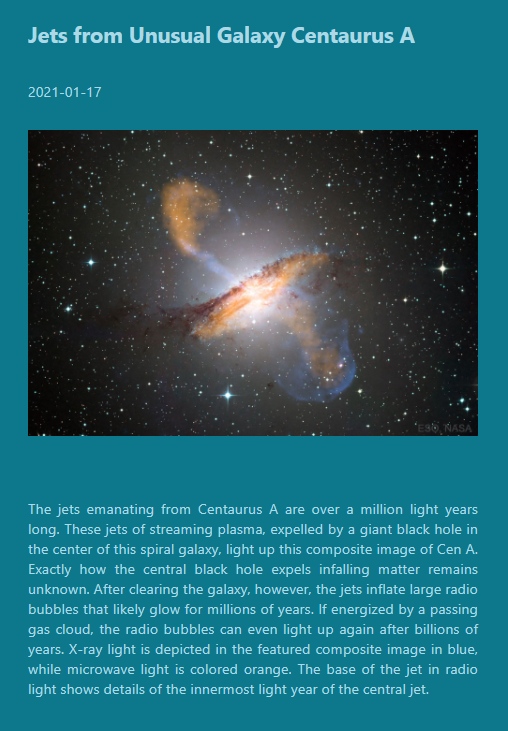 Jets from Unusual Galaxy Centaurus A
2021-01-17
ESO, NASA
The jets emanating from Centaurus A are over a million light years
long. These jets of streaming plasma, expelled by a giant black hole in
the center of this spiral galaxy, light up this composite image of Cen A.
Exactly how the central black hole expels infalling matter remains
unknown. After clearing the galaxy, however, the jets inflate large radio
bubbles that likely glow for millions of years. If energized by a passing
gas cloud, the radio bubbles can even light up again after billions of
years. X-ray light is depicted in the featured composite image in blue,
while microwave light is colored orange. The base of the jet in radio
light shows details of the innermost light year of the central jet.